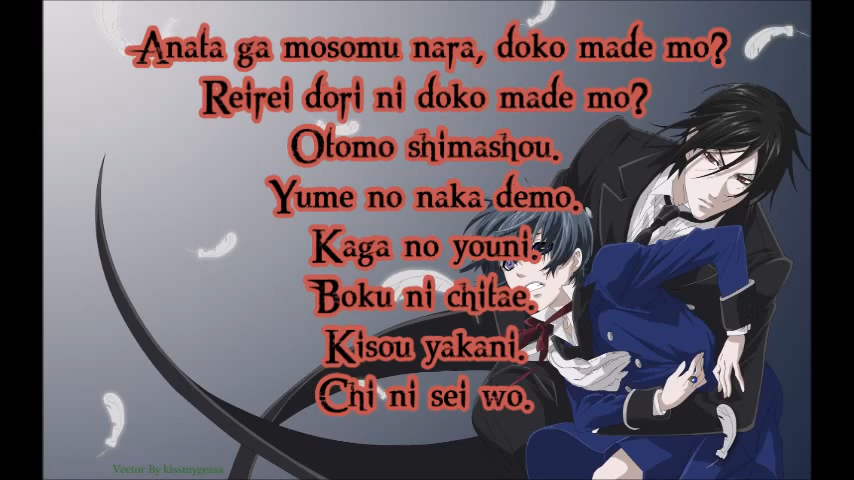 Anata ga mosomu nara, doko made mo?
Reirei dori ni doko made mo?
Otomo shimashou.
Yume no naka demo.
Kaga no youni.
Boku ni chitae.
Kisou yakani.
Chi ni sei wo.
Vector By kissmygenss